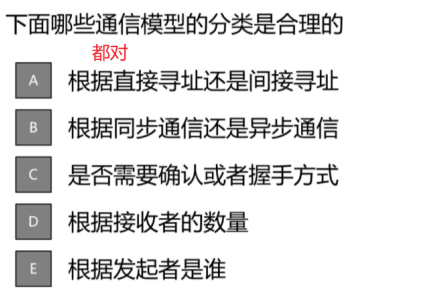 下面哪些通信模型的分类是合理的
都对
A 根据直接寻址还是间接寻址
B 根据同步通信还是异步通信
C 是否需要确认或者握手方式
D 根据接收者的数量
E 根据发起者是谁